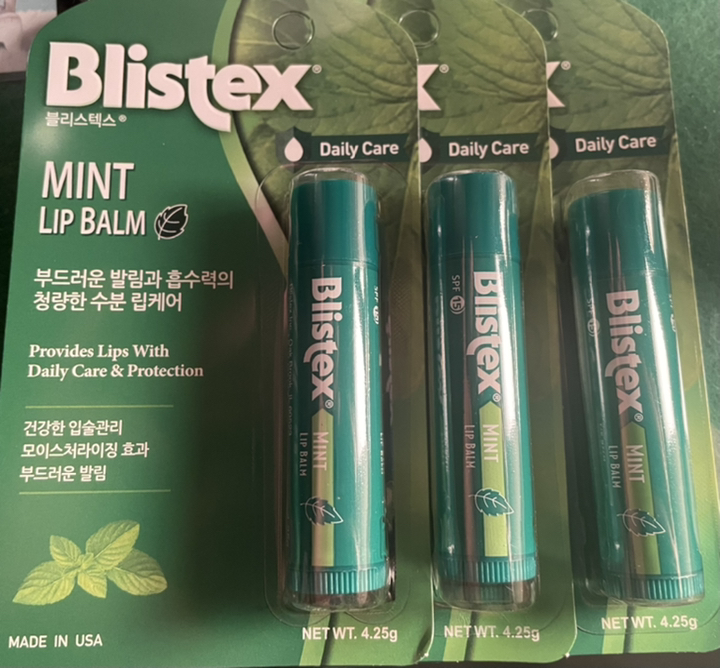 Blistex®
블리스텍스®
MINT
LIP BALM
부드러운 발림과 흡수력의
청량한 수분 립케어
Provides Lips With
Daily Care & Protection
건강한 입술관리
모이스처라이징 효과
부드러운 발림
MADE IN USA
Daily Care
Blistex®
MINT
LIP BALM
NET WT. 4.25g
x®
Daily Care
SPF 15
Blistex®
MINT
LIP BALM
NET WT. 4.25g
x®
Daily Care
Blistex®
MINT
LIP BALM
NET WT. 4.25g